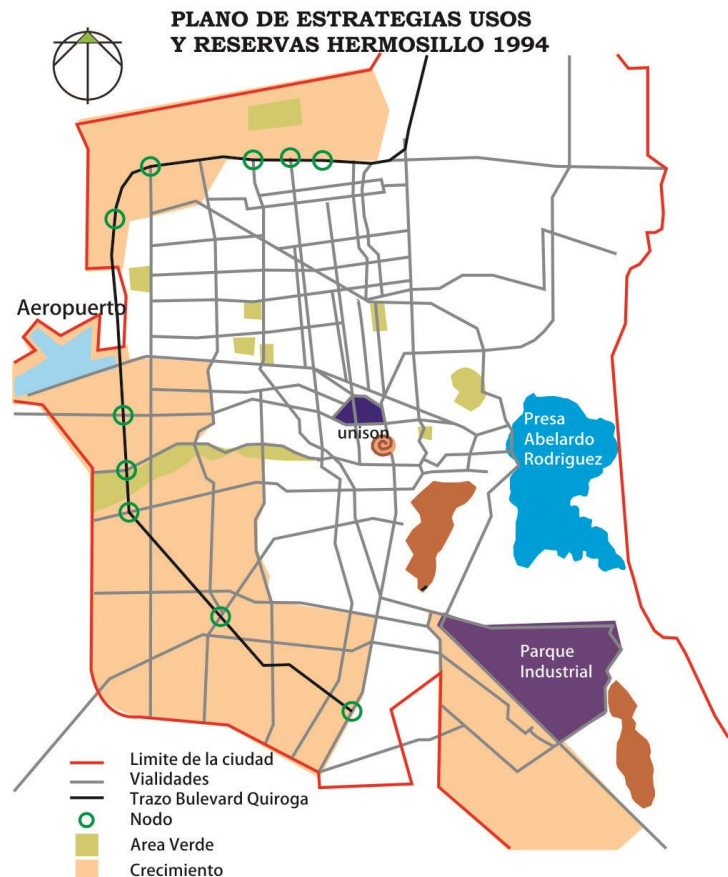 PLANO DE ESTRATEGIAS USOS
Y RESERVAS HERMOSILLO 1994
Aeropuerto
unison
Presa
Abelardo
Rodriguez
Parque
Industrial
Limite de la ciudad
Vialidades
Trazo Bulevard Quiroga
Nodo
Area Verde
Crecimiento